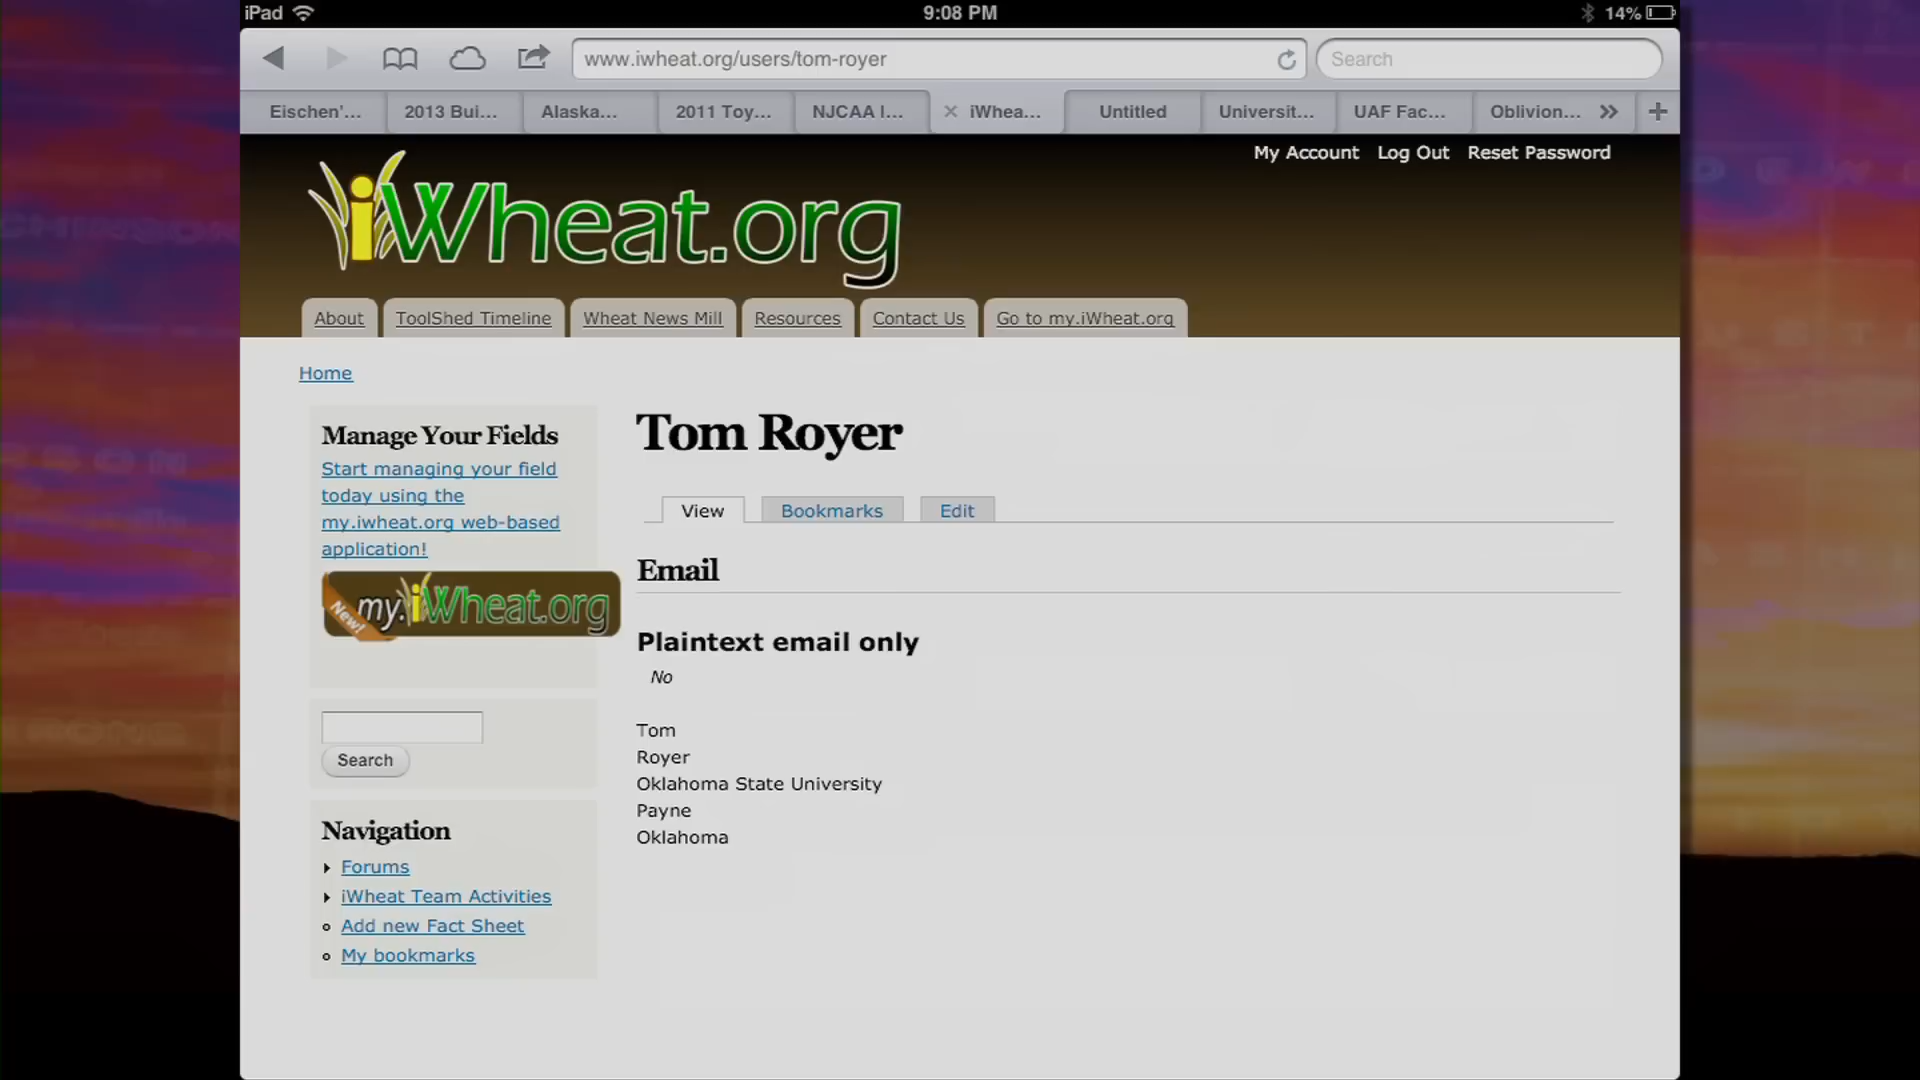 iPad 9:08 PM 14%
www.iwheat.org/users/tom-royer Search
Eischen'... 2013 Bui... Alaska... 2011 Toy... NJCAA I... iWhea... Untitled Universit... UAF Fac... Oblivion...
My Account Log Out Reset Password
iWheat.org
About ToolShed Timeline Wheat News Mill Resources Contact Us Go to my.iWheat.org
Home
Manage Your Fields
Start managing your field
today using the
my.iwheat.org web-based
application!
New! my.iWheat.org
Search
Navigation
Forums
iWheat Team Activities
Add new Fact Sheet
My bookmarks
Tom Royer
View Bookmarks Edit
Email
Plaintext email only
No
Tom
Royer
Oklahoma State University
Payne
Oklahoma